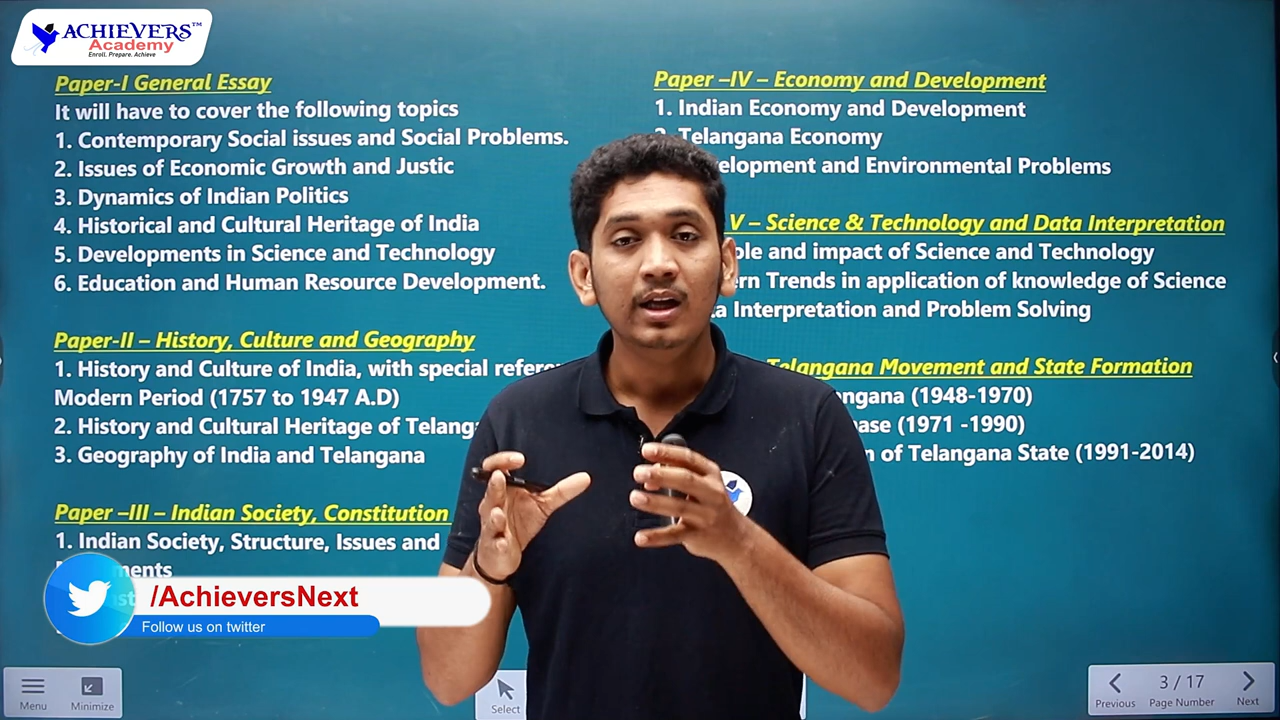 ACHIEVERS™
Academy
Enroll. Prepare. Achieve
Paper-I General Essay
It will have to cover the following topics
1. Contemporary Social issues and Social Problems.
2. Issues of Economic Growth and Justic
3. Dynamics of Indian Politics
4. Historical and Cultural Heritage of India
5. Developments in Science and Technology
6. Education and Human Resource Development.
Paper-II – History, Culture and Geography
1. History and Culture of India, with special
Modern Period (1757 to 1947 A.D)
2. History and Cultural Heritage of
3. Geography of India and Telangana
Paper –III – Indian Society, Constitution
1. Indian Society, Structure, Issues and
Paper –IV – Economy and Development
1. Indian Economy and Development
Telangana Economy
and Environmental Problems
V – Science & Technology and Data Interpretation
and impact of Science and Technology
Trends in application of knowledge of Science
Interpretation and Problem Solving
Telangana Movement and State Formation
(1948-1970)
(1971 -1990)
of Telangana State (1991-2014)
/AchieversNext
Follow us on twitter
Menu
Minimize
Select
Previous
3 / 17
Page Number
Next